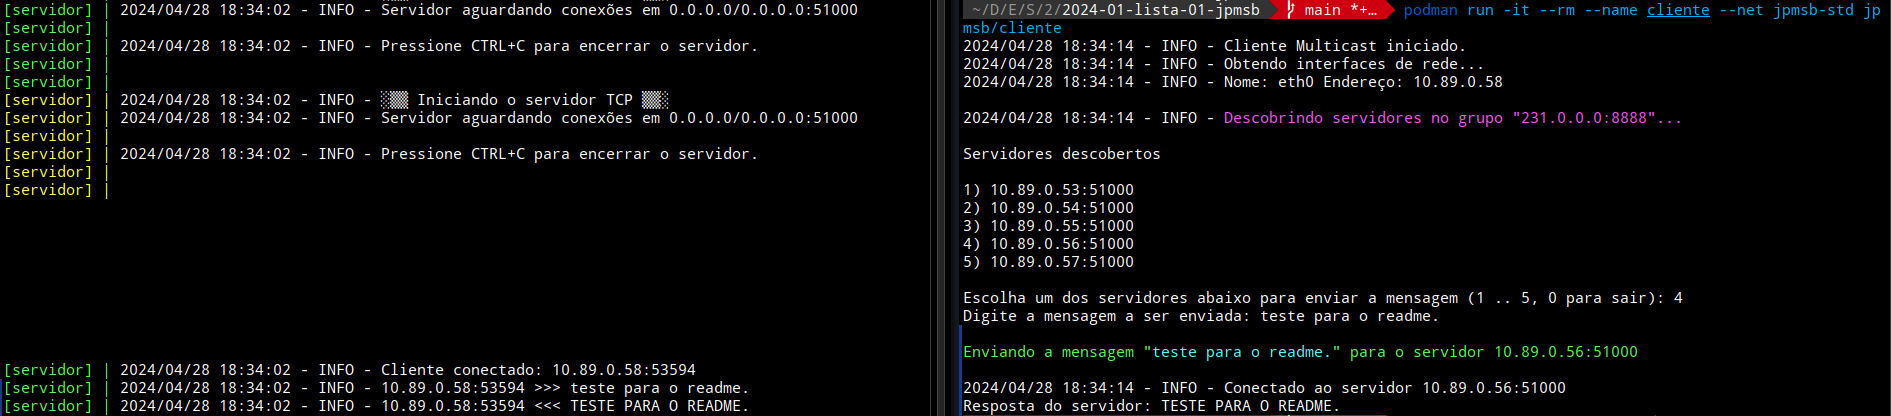 [servidor] | 2024/04/28 18:34:02 - INFO - Servidor aguardando conexões em 0.0.0.0/0.0.0.0:51000
[servidor] |
[servidor] | 2024/04/28 18:34:02 - INFO - Pressione CTRL+C para encerrar o servidor.
[servidor] |
[servidor] |
[servidor] | 2024/04/28 18:34:02 - INFO - ░▒▓ Iniciando o servidor TCP ▓▒░
[servidor] | 2024/04/28 18:34:02 - INFO - Servidor aguardando conexões em 0.0.0.0/0.0.0.0:51000
[servidor] |
[servidor] | 2024/04/28 18:34:02 - INFO - Pressione CTRL+C para encerrar o servidor.
[servidor] |
[servidor] |
[servidor] | 2024/04/28 18:34:02 - INFO - Cliente conectado: 10.89.0.58:53594
[servidor] | 2024/04/28 18:34:02 - INFO - 10.89.0.58:53594 >>> teste para o readme.
[servidor] | 2024/04/28 18:34:02 - INFO - 10.89.0.58:53594 <<< TESTE PARA O README.
~/D/E/S/2/2024-01-lista-01-jpmsb main *+… podman run -it --rm --name cliente --net jpmsb-std jp
msb/cliente
2024/04/28 18:34:14 - INFO - Cliente Multicast iniciado.
2024/04/28 18:34:14 - INFO - Obtendo interfaces de rede...
2024/04/28 18:34:14 - INFO - Nome: eth0 Endereço: 10.89.0.58
2024/04/28 18:34:14 - INFO - Descobrindo servidores no grupo "231.0.0.0:8888"...
Servidores descobertos
1) 10.89.0.53:51000
2) 10.89.0.54:51000
3) 10.89.0.55:51000
4) 10.89.0.56:51000
5) 10.89.0.57:51000
Escolha um dos servidores abaixo para enviar a mensagem (1 .. 5, 0 para sair): 4
Digite a mensagem a ser enviada: teste para o readme.
Enviando a mensagem "teste para o readme." para o servidor 10.89.0.56:51000
2024/04/28 18:34:14 - INFO - Conectado ao servidor 10.89.0.56:51000
Resposta do servidor: TESTE PARA O README.